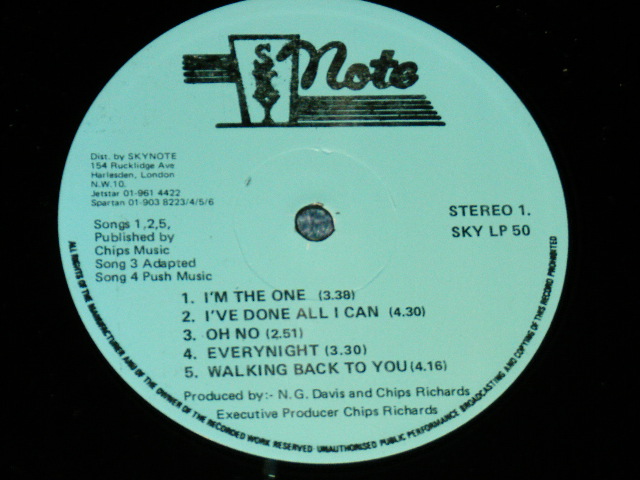 SKY Note
Dist. by SKYNOTE
154 Rucklidge Ave
Harlesden, London
N.W.10.
Jetstar 01-961 4422
Spartan 01-903 8223/4/5/6
STEREO 1.
SKY LP 50
Songs 1,2,5,
Published by
Chips Music
Song 3 Adapted
Song 4 Push Music
1. I'M THE ONE (3.38)
2. I'VE DONE ALL I CAN (4.30)
3. OH NO (2.51)
4. EVERYNIGHT (3.30)
5. WALKING BACK TO YOU(4.16)
Produced by:- N.G. Davis and Chips Richards
Executive Producer Chips Richards
ALL RIGHTS OF THE MANUFACTURER AND OF THE OWNER OF THE RECORDED WORK RESERVED UNAUTHORISED PUBLIC PERFORMANCE BROADCASTING AND COPYING OF THIS RECORD PROHIBITED